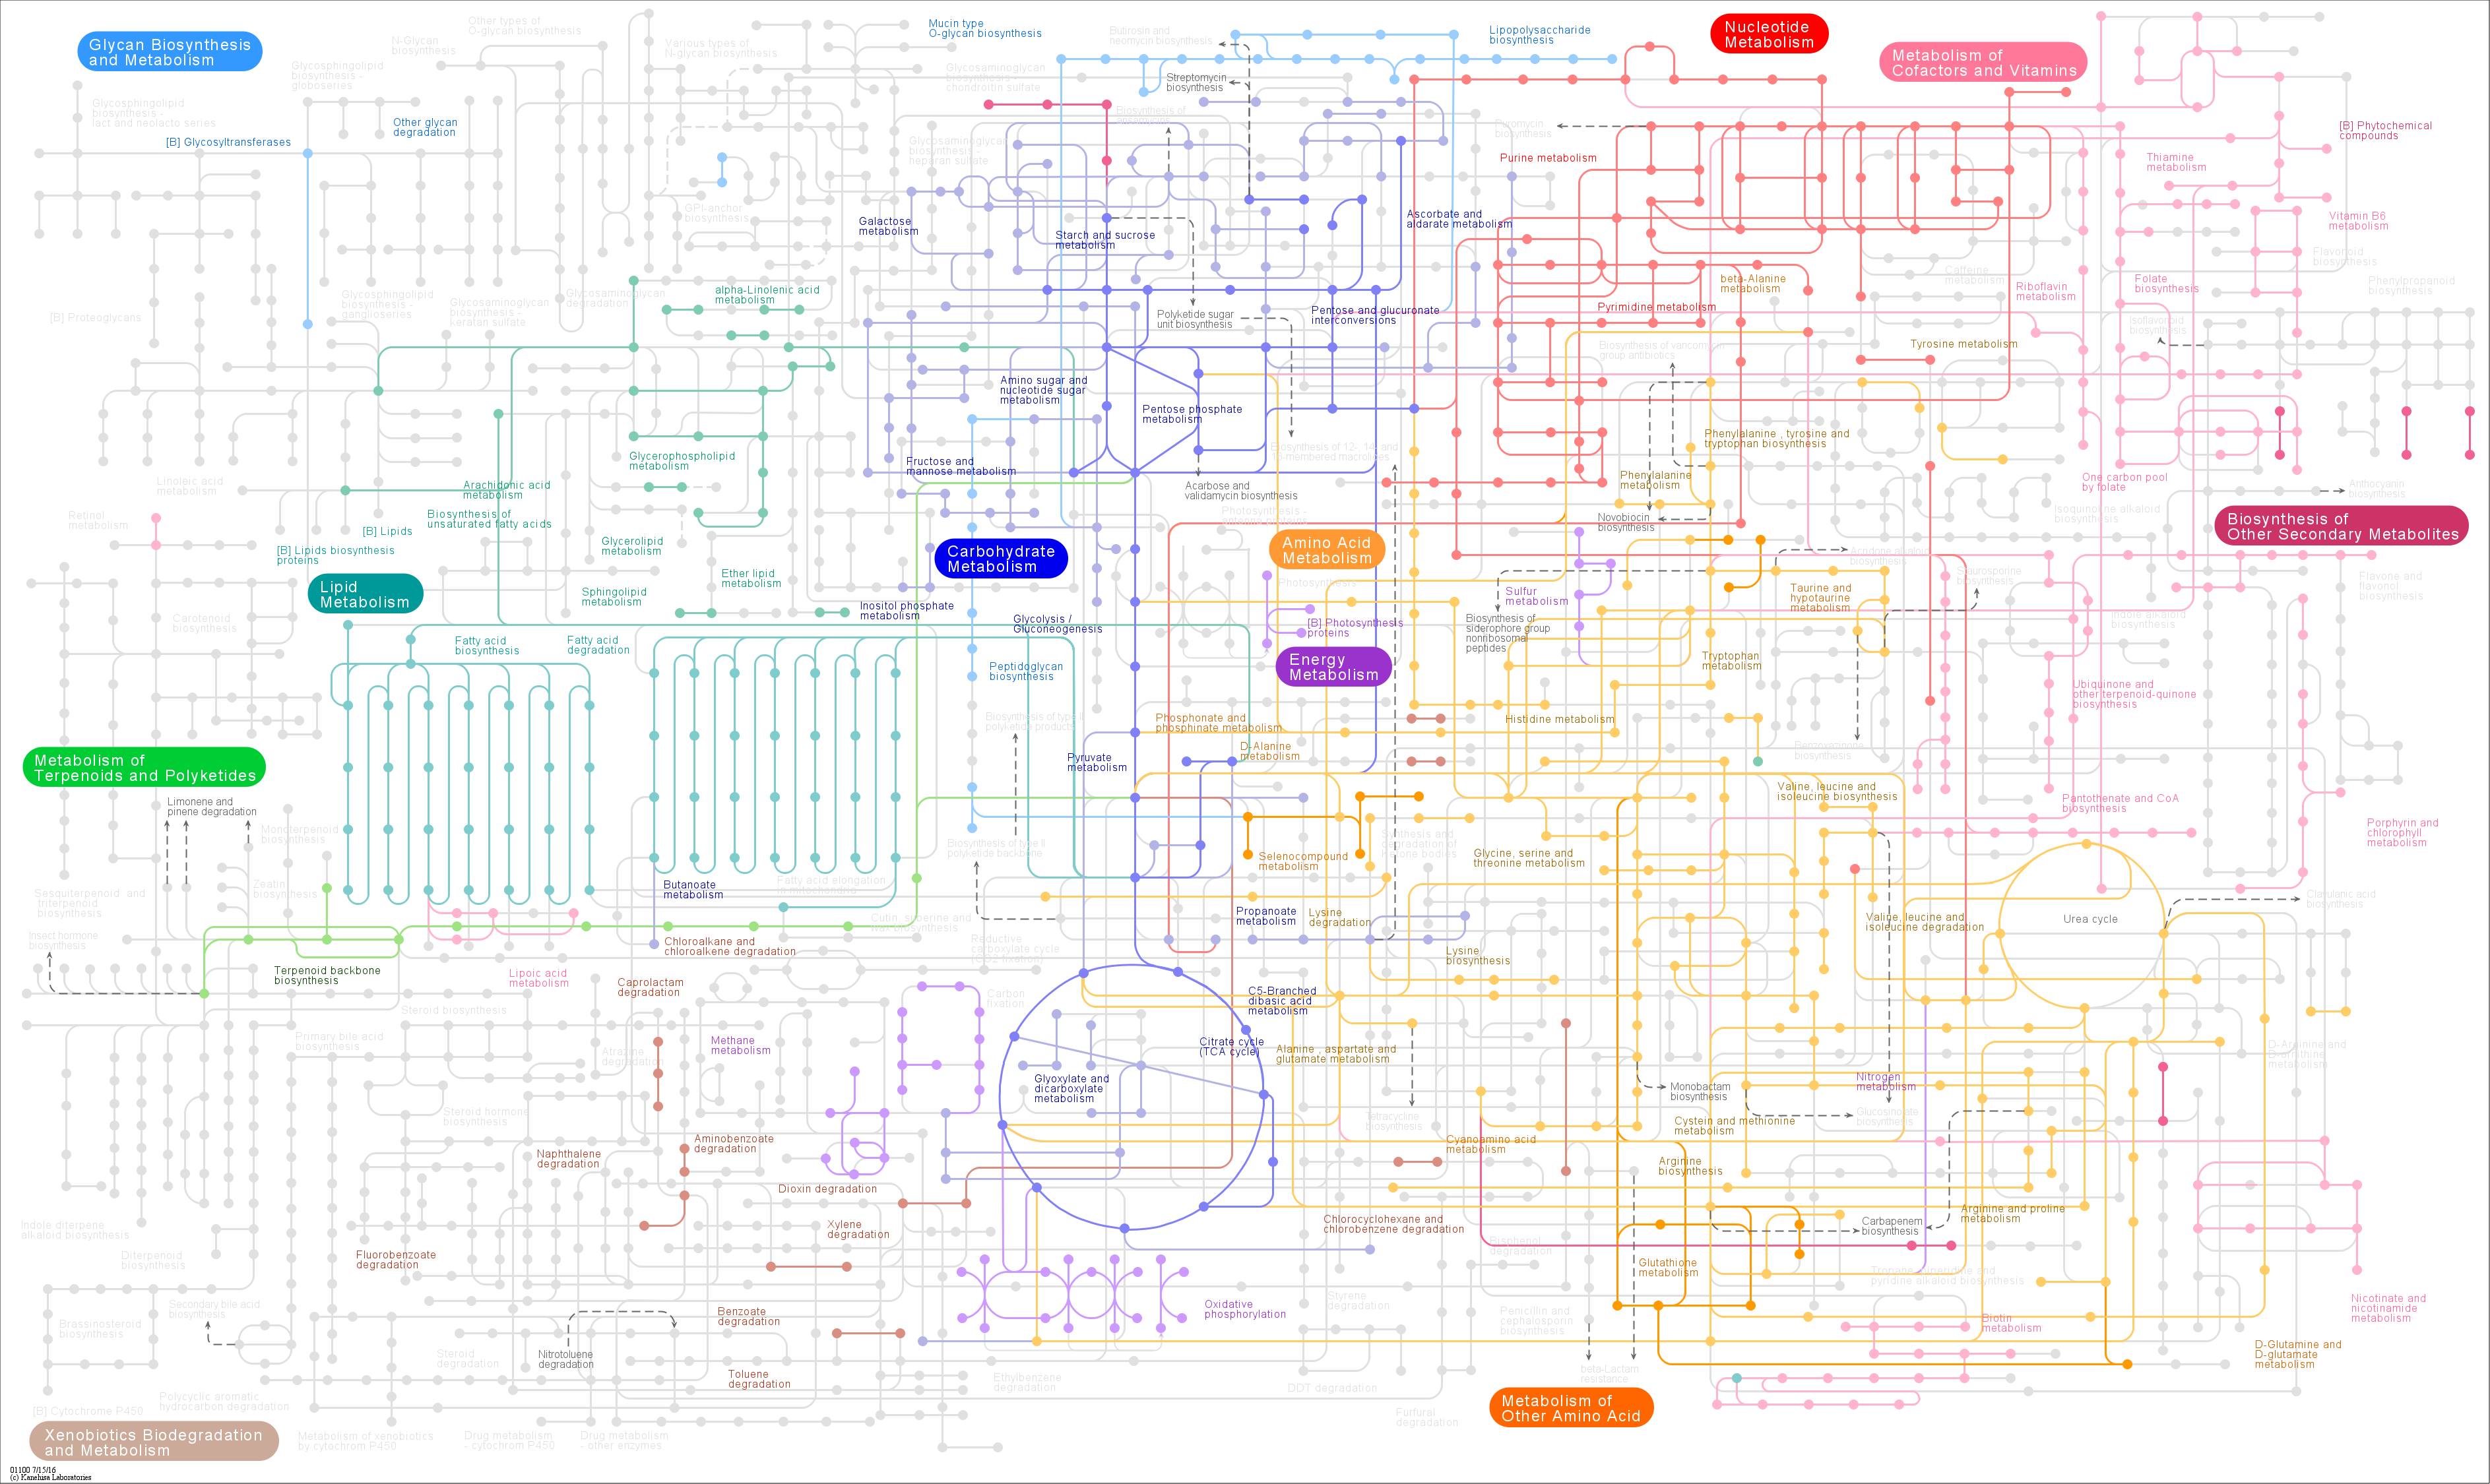 Glycan Biosynthesis
and Metabolism
Other types of
O-glycan biosynthesis
N-Glycan
biosynthesis
Various types of
N-glycan biosynthesis
Mucin type
O-glycan biosynthesis
Butirosin and
neomycin biosynthesis
Lipopolysaccharide
biosynthesis
Nucleotide
Metabolism
Metabolism of
Cofactors and Vitamins
Glycosphingolipid
biosynthesis -
globoseries
Glycosaminoglycan
biosynthesis -
chondroitin sulfate
Streptomycin
biosynthesis
Glycosphingolipid
biosynthesis -
lact and neolacto series
Other glycan
degradation
[B] Glycosyltransferases
Biosynthesis of
Puromycin
biosynthesis
[B] Phytochemical
compounds
Glycosaminoglycan
biosynthesis -
heparan sulfate
Purine metabolism
Thiamine
metabolism
GPI-anchor
biosynthesis
Galactose
metabolism
Starch and sucrose
metabolism
Ascorbate and
aldarate metabolism
Vitamin B6
metabolism
Flavonoid
biosynthesis
Caffeine
metabolism
beta-Alanine
metabolism
Riboflavin
metabolism
Folate
biosynthesis
Phenylpropanoid
biosynthesis
alpha-Linolenic acid
metabolism
Glycosphingolipid
biosynthesis -
ganglioseries
Glycosaminoglycan
biosynthesis -
keratan sulfate
Glycosaminoglycan
degradation
[B] Proteoglycans
Polyketide sugar
unit biosynthesis
Pentose and glucuronate
interconversions
Pyrimidine metabolism
Isoflavonoid
biosynthesis
Biosynthesis of vancomycin
group antibiotics
Tyrosine metabolism
Amino sugar and
nucleotide sugar
metabolism
Pentose phosphate
metabolism
Phenylalanine , tyrosine and
tryptophan biosynthesis
Biosynthesis of 12-, 14- and
16-membered macrolides
Glycerophospholipid
metabolism
Fructose and
mannose metabolism
Linoleic acid
metabolism
Arachidonic acid
metabolism
Acarbose and
validamycin biosynthesis
Phenylalanine
metabolism
One carbon pool
by folate
Anthocyanin
biosynthesis
Retinol
metabolism
Biosynthesis of
unsaturated fatty acids
[B] Lipids
Photosynthesis -
Novobiocin
biosynthesis
Isoquinoline alkaloid
biosynthesis
Biosynthesis of
Other Secondary Metabolites
[B] Lipids biosynthesis
proteins
Glycerolipid
metabolism
Carbohydrate
Metabolism
Amino Acid
Metabolism
Acridone alkaloid
biosynthesis
Lipid
Metabolism
Ether lipid
metabolism
Sphingolipid
metabolism
Photosynthesis
Sulfur
metabolism
Taurine and
hypotaurine
metabolism
Staurosporine
biosynthesis
Flavone and
flavonol
biosynthesis
Inositol phosphate
metabolism
Carotenoid
biosynthesis
Glycolysis /
Gluconeogenesis
[B] Photosynthesis
proteins
Biosynthesis of
siderophore group
nonribosomal
peptides
Indole alkaloid
biosynthesis
Fatty acid
biosynthesis
Fatty acid
degradation
Peptidoglycan
biosynthesis
Energy
Metabolism
Tryptophan
metabolism
Ubiquinone and
other terpenoid-quinone
biosynthesis
Biosynthesis of type II
polyketide products
Phosphonate and
phosphinate metabolism
Histidine metabolism
D-Alanine
metabolism
Benzoxazinone
biosynthesis
Metabolism of
Terpenoids and Polyketides
Pyruvate
metabolism
Valine, leucine and
isoleucine biosynthesis
Pantothenate and CoA
biosynthesis
Limonene and
pinene degradation
Monoterpenoid
biosynthesis
Biosynthesis of type II
polyketide backbone
Synthesis and
degradation of
ketone bodies
Selenocompound
metabolism
Glycine, serine and
threonine metabolism
Porphyrin and
chlorophyll
metabolism
Sesquiterpenoid and
triterpenoid
biosynthesis
Zeatin
biosynthesis
Butanoate
metabolism
Fatty acid elongation
in mitochondria
Clavulanic acid
biosynthesis
Cutin, suberine and
wax biosynthesis
Propanoate
metabolism
Lysine
degradation
Valine, leucine and
isoleucine degradation
Urea cycle
Insect hormone
biosynthesis
Chloroalkane and
chloroalkene degradation
Reductive
carboxylate cycle
(CO2 fixation)
Lysine
biosynthesis
Terpenoid backbone
biosynthesis
Lipoic acid
metabolism
Caprolactam
degradation
Carbon
fixation
C5-Branched
dibasic acid
metabolism
Steroid biosynthesis
Primary bile acid
biosynthesis
Atrazine
degradation
Methane
metabolism
Citrate cycle
(TCA cycle)
Alanine , aspartate and
glutamate metabolism
D-Arginine and
D-ornithine
metabolism
Glyoxylate and
dicarboxylate
metabolism
Monobactam
biosynthesis
Nitrogen
metabolism
Steroid hormone
biosynthesis
Tetracycline
biosynthesis
Cystein and methionine
metabolism
Glucosinolate
biosynthesis
Aminobenzoate
degradation
Cyanoamino acid
metabolism
Naphthalene
degradation
Arginine
biosynthesis
Dioxin degradation
Indole diterpene
alkaloid biosynthesis
Xylene
degradation
Chlorocyclohexane and
chlorobenzene degradation
Carbapenem
biosynthesis
Arginine and proline
metabolism
Diterpenoid
biosynthesis
Fluorobenzoate
degradation
Bisphenol
degradation
Glutathione
metabolism
Tropane, piperidine and
pyridine alkaloid biosynthesis
Secondary bile acid
biosynthesis
Brassinosteroid
biosynthesis
Benzoate
degradation
Oxidative
phosphorylation
Styrene
degradation
Penicillin and
cephalosporin
biosynthesis
Biotin
metabolism
Nicotinate and
nicotinamide
metabolism
Steroid
degradation
Nitrotoluene
degradation
D-Glutamine and
D-glutamate
metabolism
Toluene
degradation
Ethylbenzene
degradation
DDT degradation
beta-Lactam
resistance
Polycyclic aromatic
hydrocarbon degradation
[B] Cytochrome P450
Metabolism of
Other Amino Acid
Furfural
degradation
Xenobiotics Biodegradation
and Metabolism
Metabolism of xenobiotics
by cytochrom P450
Drug metabolism
- cytochrom P450
Drug metabolism
- other enzymes
01100 7/15/16
(c) Kanehisa Laboratories